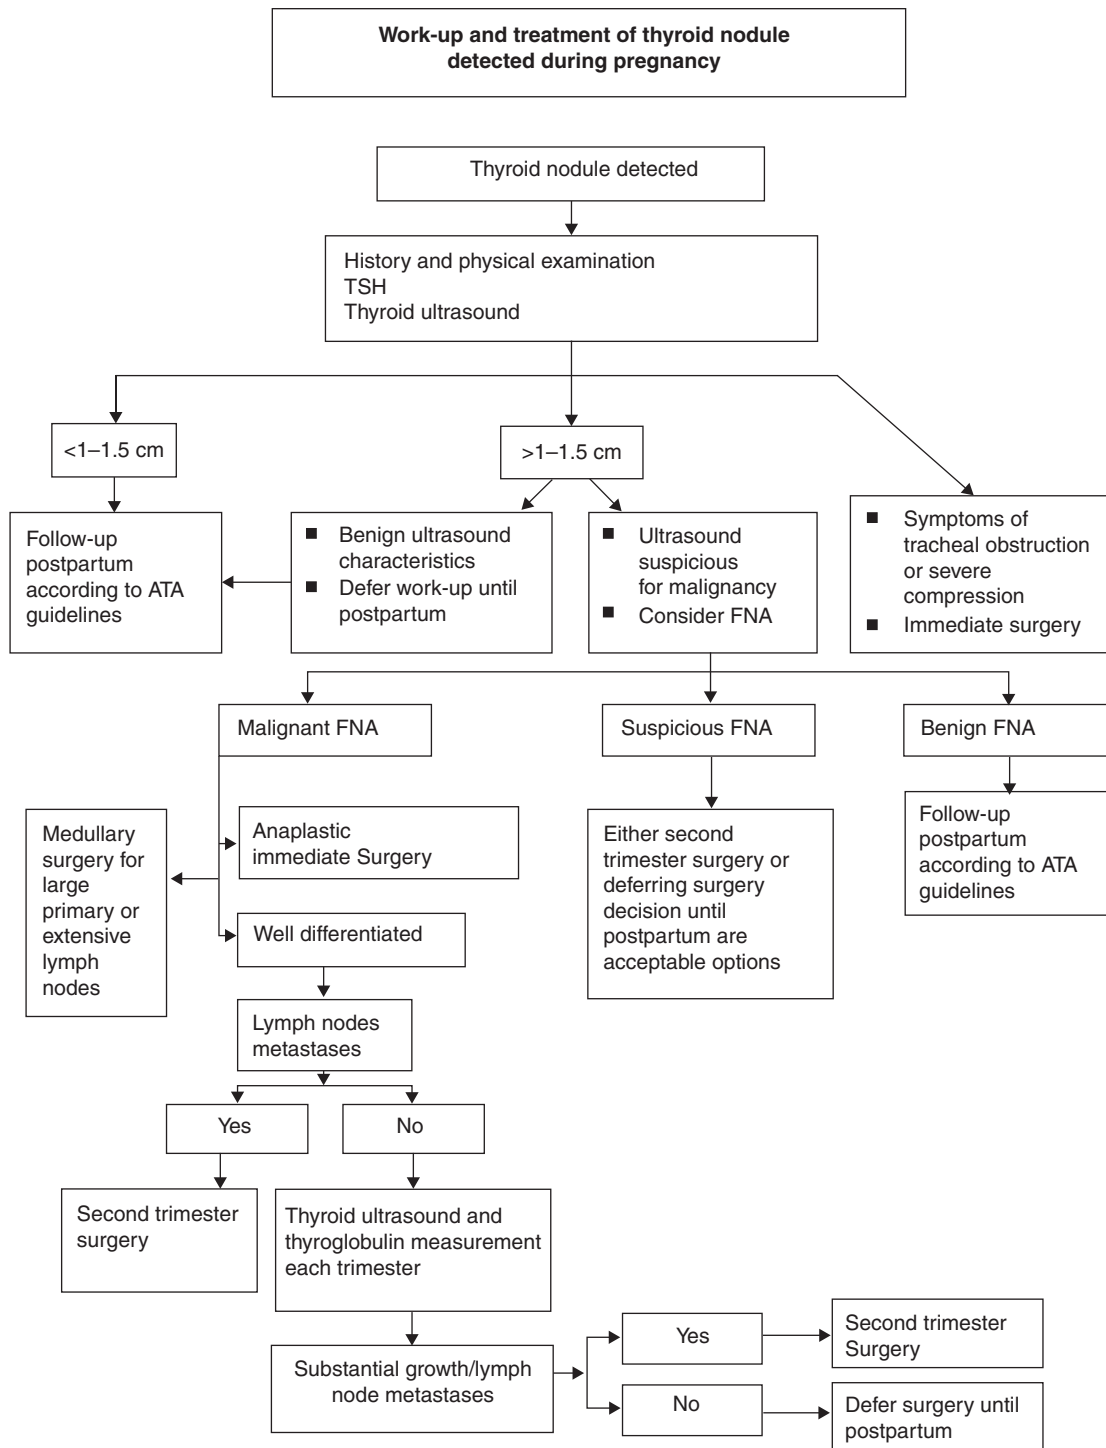 Work-up and treatment of thyroid nodule
detected during pregnancy
Thyroid nodule detected
History and physical examination
TSH
Thyroid ultrasound
<1–1.5 cm
>1–1.5 cm
Follow-up
postpartum
according to ATA
guidelines
■ Benign ultrasound
characteristics
■ Defer work-up until
postpartum
■ Ultrasound
suspicious
for malignancy
■ Consider FNA
■ Symptoms of
tracheal obstruction
or severe
compression
■ Immediate surgery
Malignant FNA
Suspicious FNA
Benign FNA
Medullary
surgery for
large
primary or
extensive
lymph
nodes
Anaplastic
immediate Surgery
Well differentiated
Either second
trimester surgery or
deferring surgery
decision until
postpartum are
acceptable options
Follow-up
postpartum
according to ATA
guidelines
Lymph nodes
metastases
Yes
No
Second trimester
surgery
Thyroid ultrasound and
thyroglobulin measurement
each trimester
Substantial growth/lymph
node metastases
Yes
Second trimester
Surgery
No
Defer surgery until
postpartum